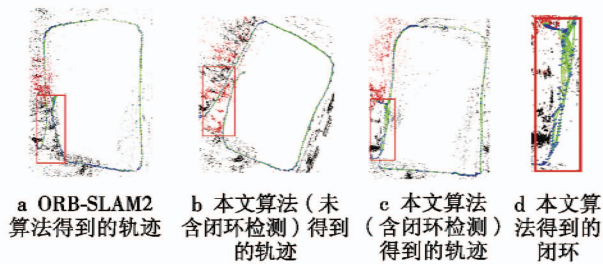 a ORB-SLAM2
算法得到的轨迹
b 本文算法（未
含闭环检测）得到
的轨迹
c 本文算法
（含闭环检测）
得到的轨迹
d 本文算
法得到的
闭环